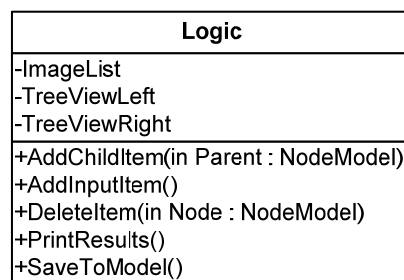 Logic
-ImageList
-TreeViewLeft
-TreeViewRight
+AddChildItem(in Parent : NodeModel)
+AddInputItem()
+DeleteItem(in Node : NodeModel)
+PrintResults()
+SaveToModel()